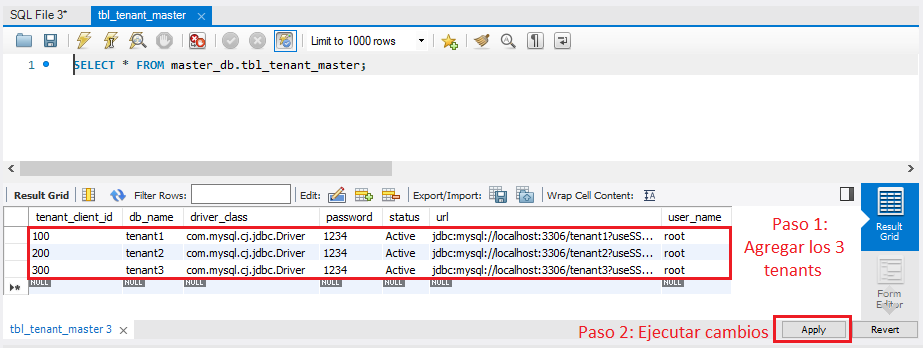 SQL File 3* tbl_tenant_master
Limit to 1000 rows
1 SELECT * FROM master_db.tbl_tenant_master;
Result Grid Filter Rows: Edit: Export/Import: Wrap Cell Content:
tenant_client_id db_name driver_class password status url user_name
100 tenant1 com.mysql.cj.jdbc.Driver 1234 Active jdbc:mysql://localhost:3306/tenant1?useSS... root
200 tenant2 com.mysql.cj.jdbc.Driver 1234 Active jdbc:mysql://localhost:3306/tenant2?useSS... root
300 tenant3 com.mysql.cj.jdbc.Driver 1234 Active jdbc:mysql://localhost:3306/tenant3?useSS... root
NULL NULL NULL NULL NULL NULL NULL
Paso 1:
Agregar los 3
tenants
Result
Grid
Form
Editor
tbl_tenant_master 3
Paso 2: Ejecutar cambios
Apply Revert